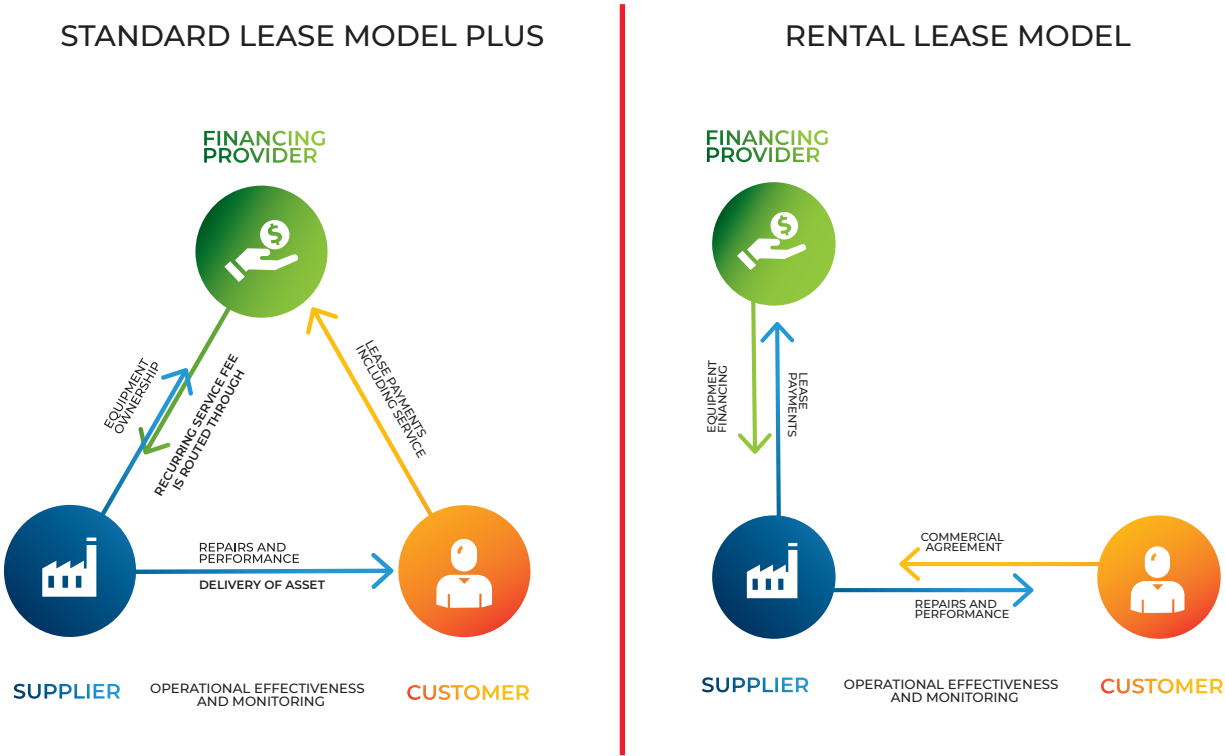 STANDARD LEASE MODEL PLUS
FINANCING
PROVIDER
$
EQUIPMENT
OWNERSHIP
RECURRING SERVICE FEE
IS ROUTED THROUGH
LEASE PAYMENTS
INCLUDING SERVICE
REPAIRS AND
PERFORMANCE
DELIVERY OF ASSET
SUPPLIER
OPERATIONAL EFFECTIVENESS
AND MONITORING
CUSTOMER
RENTAL LEASE MODEL
FINANCING
PROVIDER
$
EQUIPMENT
FINANCING
LEASE
PAYMENTS
COMMERCIAL
AGREEMENT
REPAIRS AND
PERFORMANCE
SUPPLIER
OPERATIONAL EFFECTIVENESS
AND MONITORING
CUSTOMER